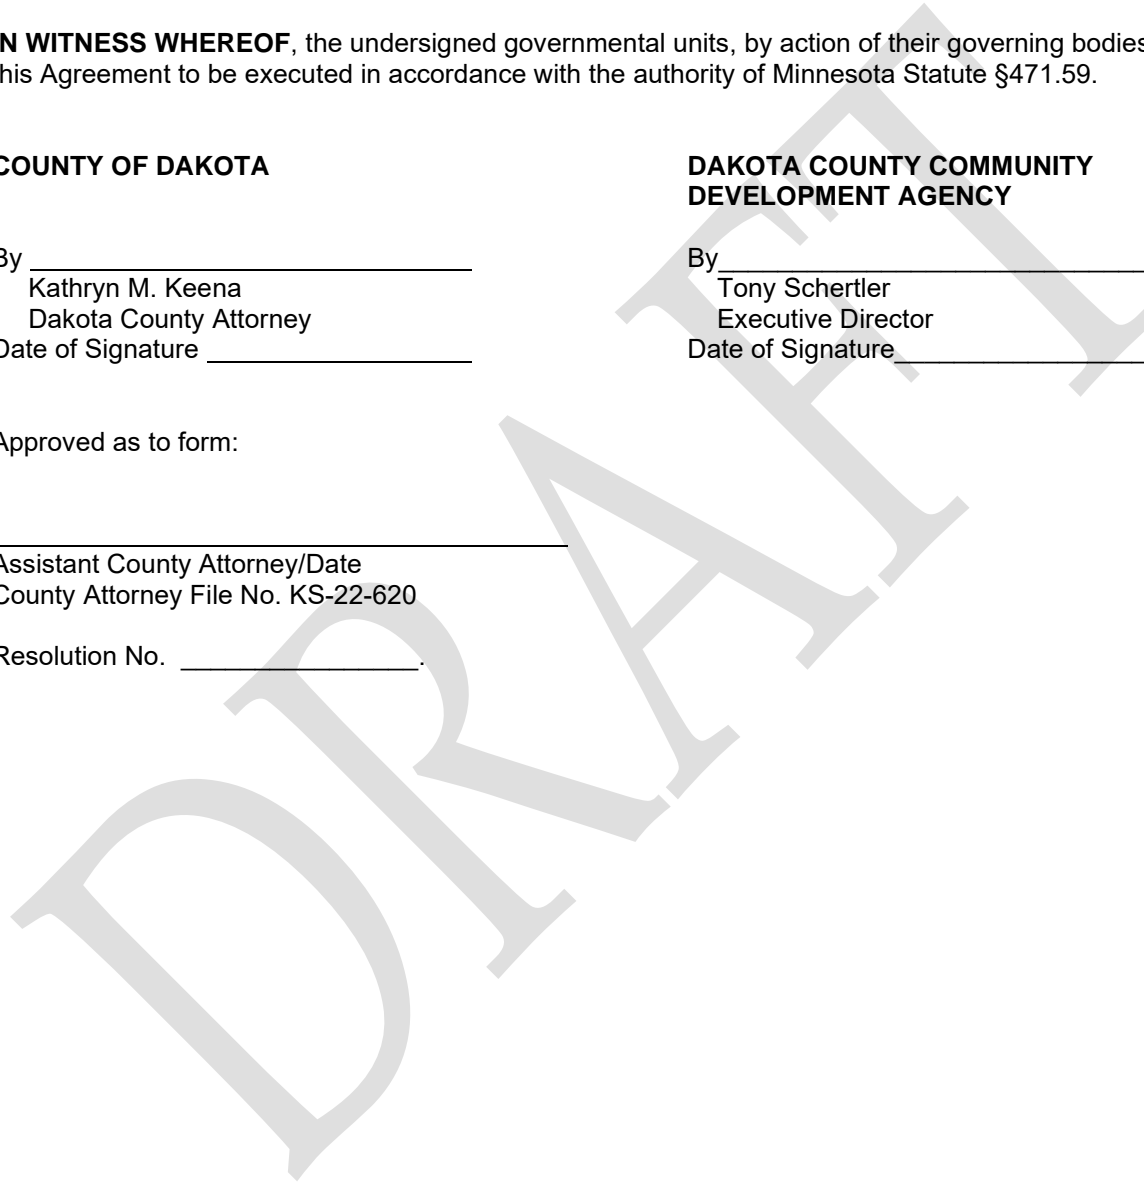 N WITNESS WHEREOF, the undersigned governmental units, by action of their governing bodies
his Agreement to be executed in accordance with the authority of Minnesota Statute §471.59.
COUNTY OF DAKOTA
By
Kathryn M. Keena
Dakota County Attorney
Date of Signature
DAKOTA COUNTY COMMUNITY
DEVELOPMENT AGENCY
By
Tony Schertler
Executive Director
Date of Signature
Approved as to form:
Assistant County Attorney/Date
County Attorney File No. KS-22-620
Resolution No. ________________.
DRAFT